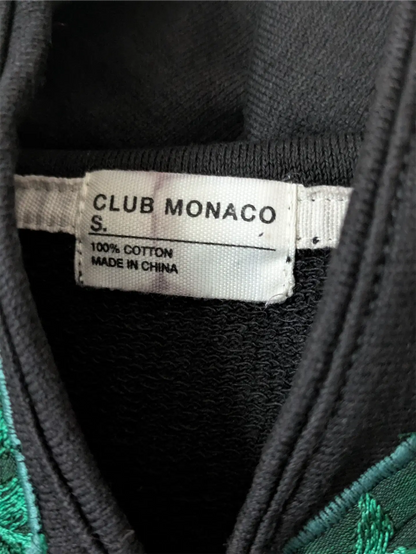 CLUB MONACO
S.
100% COTTON
MADE IN CHINA